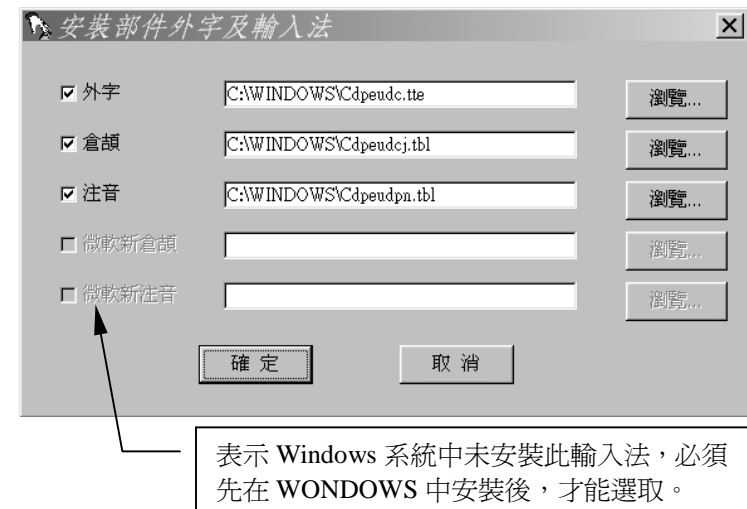 安裝部件外字及輸入法
外字 C:\WINDOWS\Cdpeudc.tte 瀏覽...
倉頡 C:\WINDOWS\Cdpeudcj.tbl 瀏覽...
注音 C:\WINDOWS\Cdpeudpn.tbl 瀏覽...
微軟新倉頡 瀏覽...
微軟新注音 瀏覽...
確定 取消
表示 Windows 系統中未安裝此輸入法，必須
先在 WONDOWS 中安裝後，才能選取。